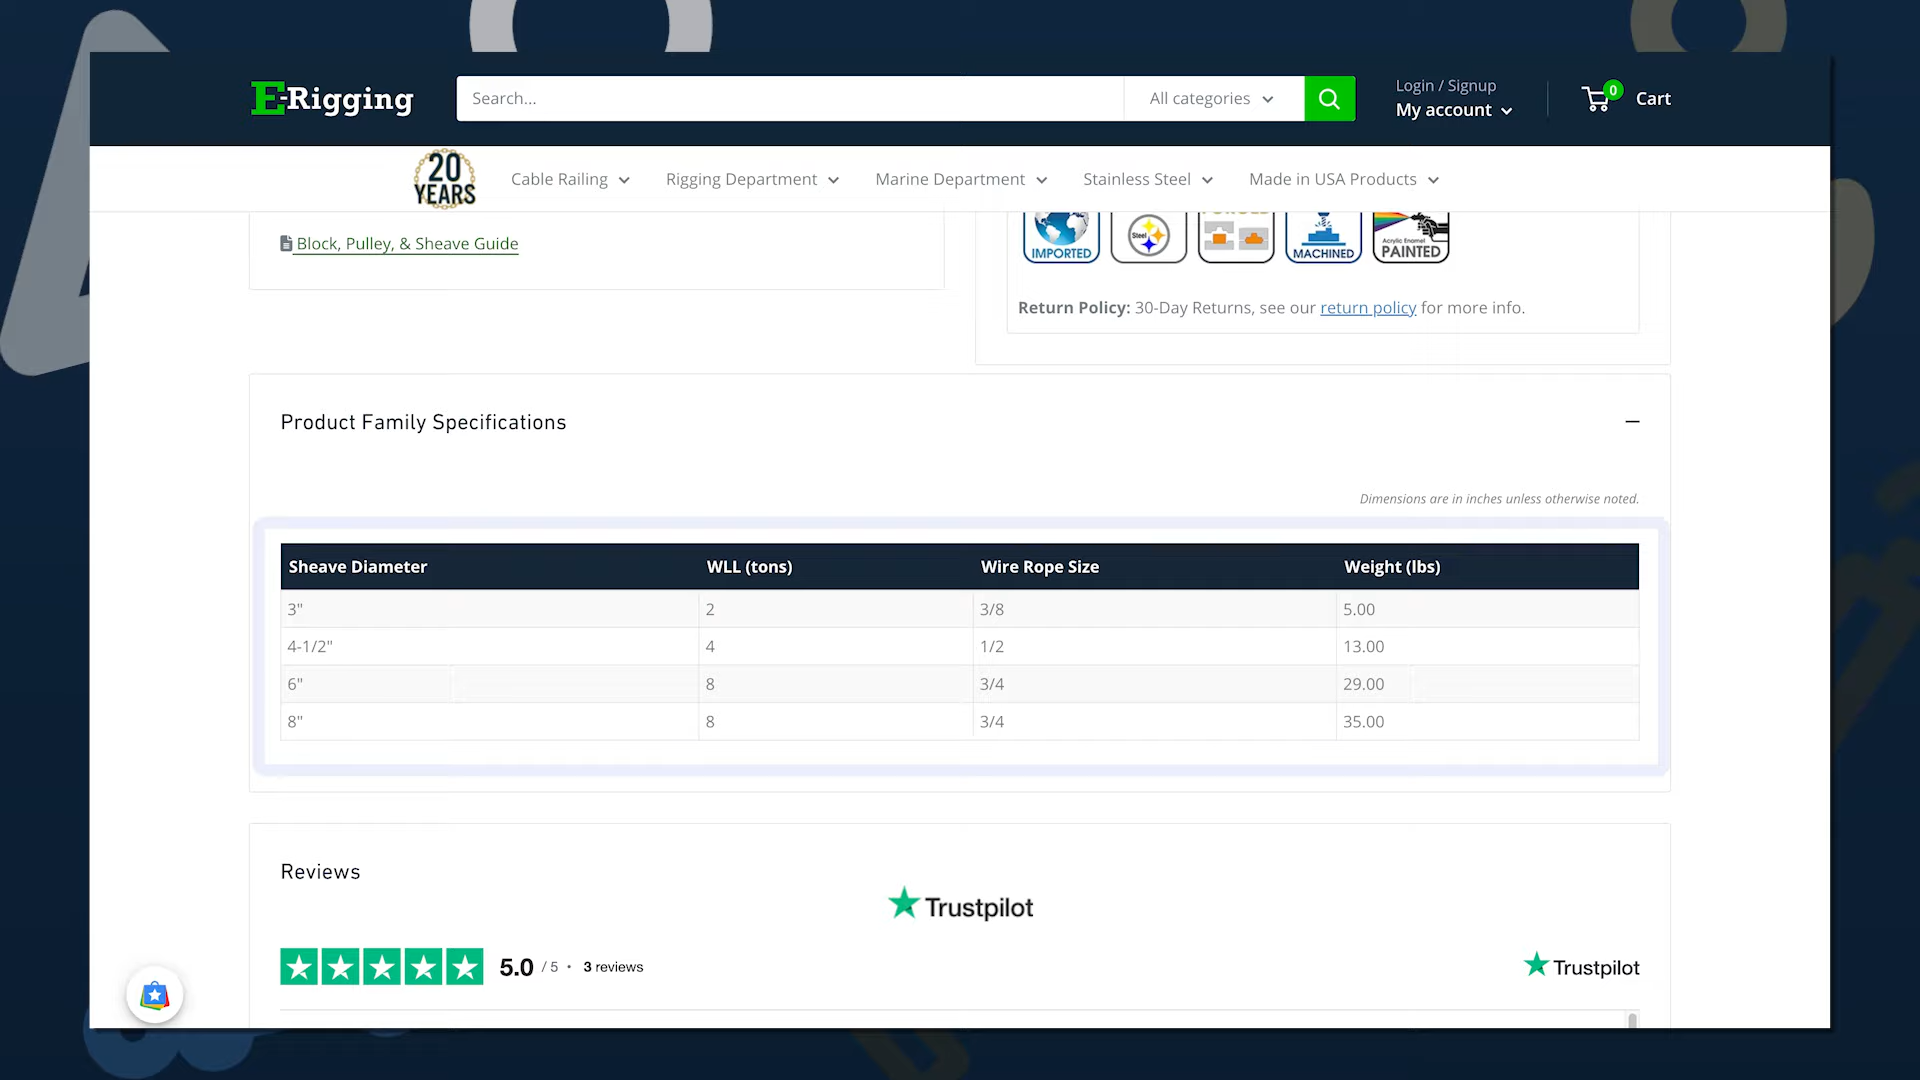 E-Rigging
Search...
All categories
Login / Signup
My account
0
Cart
20
YEARS
Cable Railing
Rigging Department
Marine Department
Stainless Steel
Made in USA Products
Block, Pulley, & Sheave Guide
IMPORTED
Steel
MACHINED
Acrylic Enamel
PAINTED
Return Policy: 30-Day Returns, see our return policy for more info.
Product Family Specifications
Dimensions are in inches unless otherwise noted.
Sheave Diameter WLL (tons) Wire Rope Size Weight (lbs)
3" 2 3/8 5.00
4-1/2" 4 1/2 13.00
6" 8 3/4 29.00
8" 8 3/4 35.00
Reviews
Trustpilot
5.0 / 5 • 3 reviews
Trustpilot